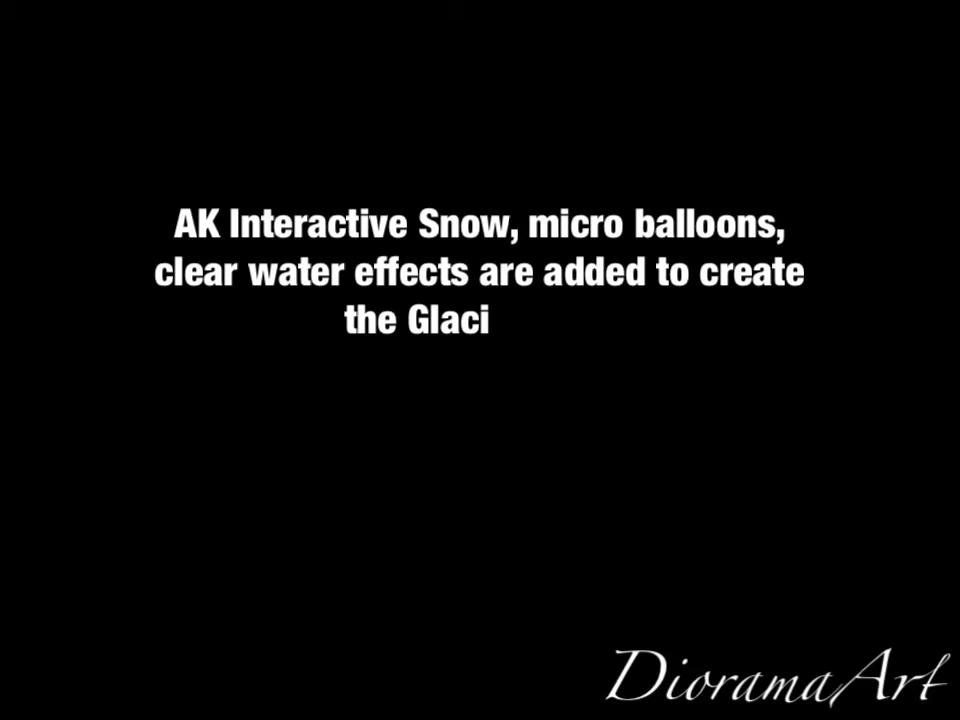 AK Interactive Snow, micro balloons,
clear water effects are added to create
the Glaci
DioramaArt